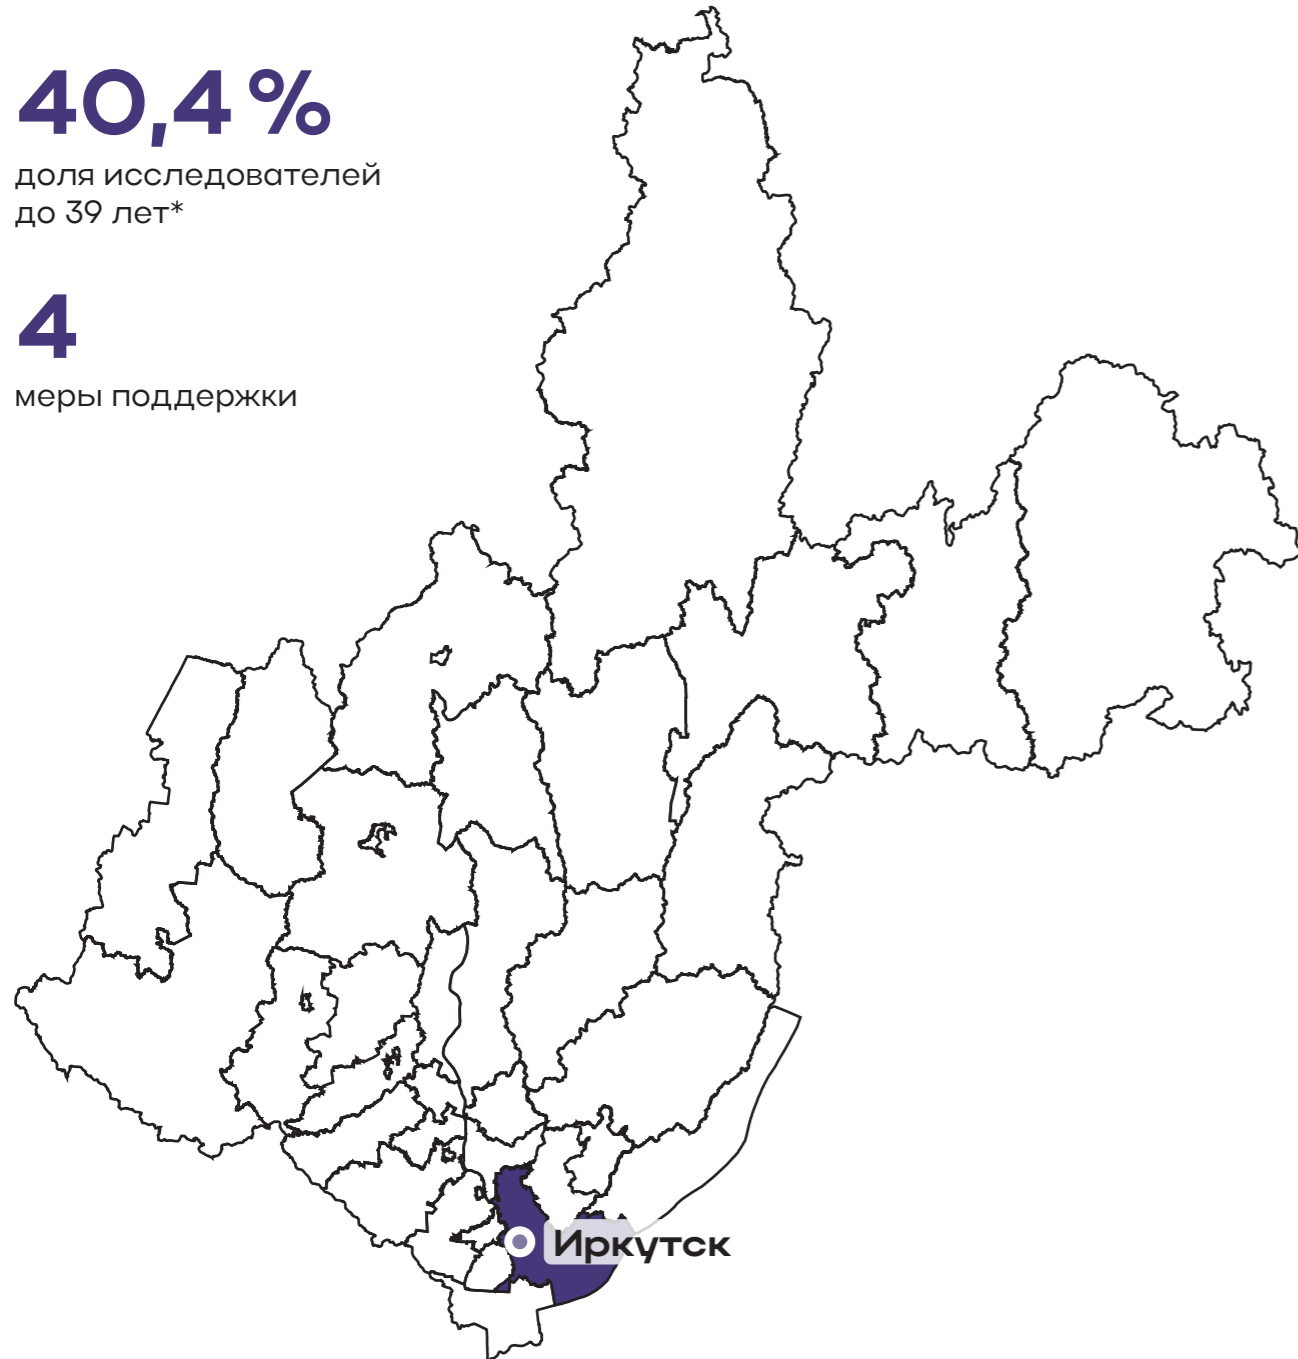 40,4 %
доля исследователей
до 39 лет*
4
меры поддержки
Иркутск